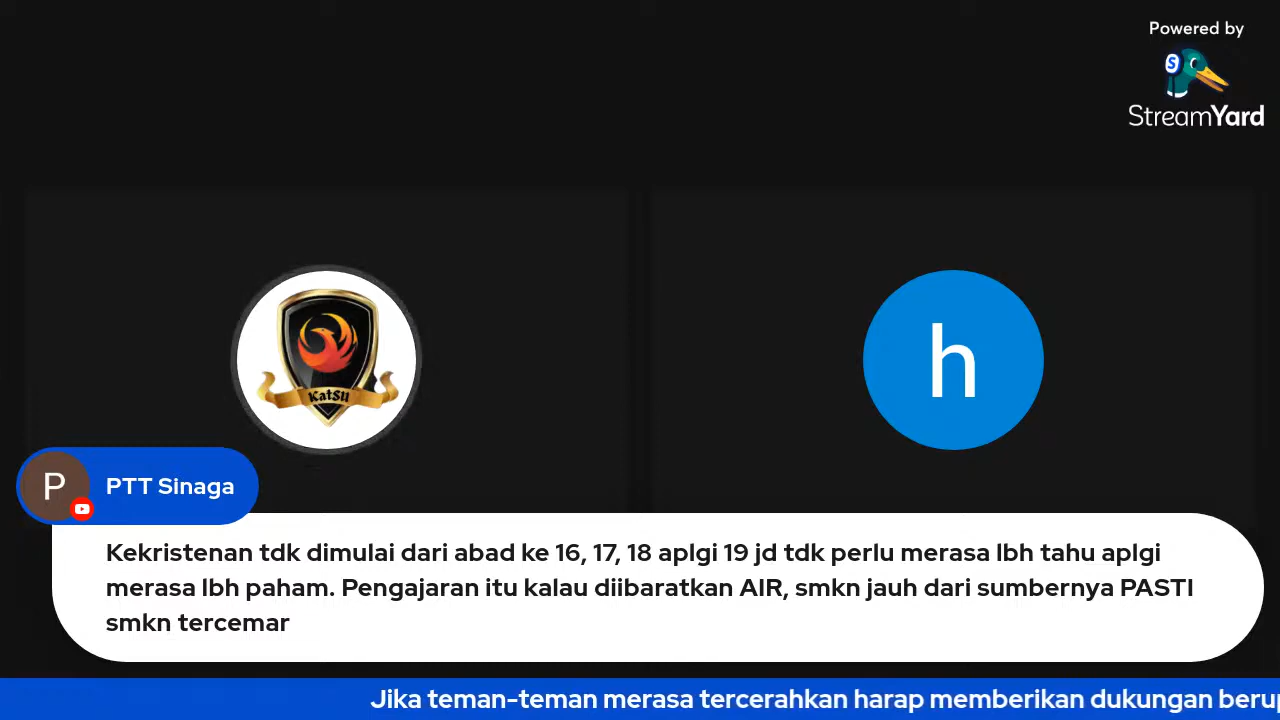 Powered by
S
StreamYard
KatSU
h
P
PTT Sinaga
Kekristenan tdk dimulai dari abad ke 16, 17, 18 aplgi 19 jd tdk perlu merasa lbh tahu aplgi
merasa lbh paham. Pengajaran itu kalau diibaratkan AIR, smkn jauh dari sumbernya PASTI
smkn tercemar
Jika teman-teman merasa tercerahkan harap memberikan dukungan beru